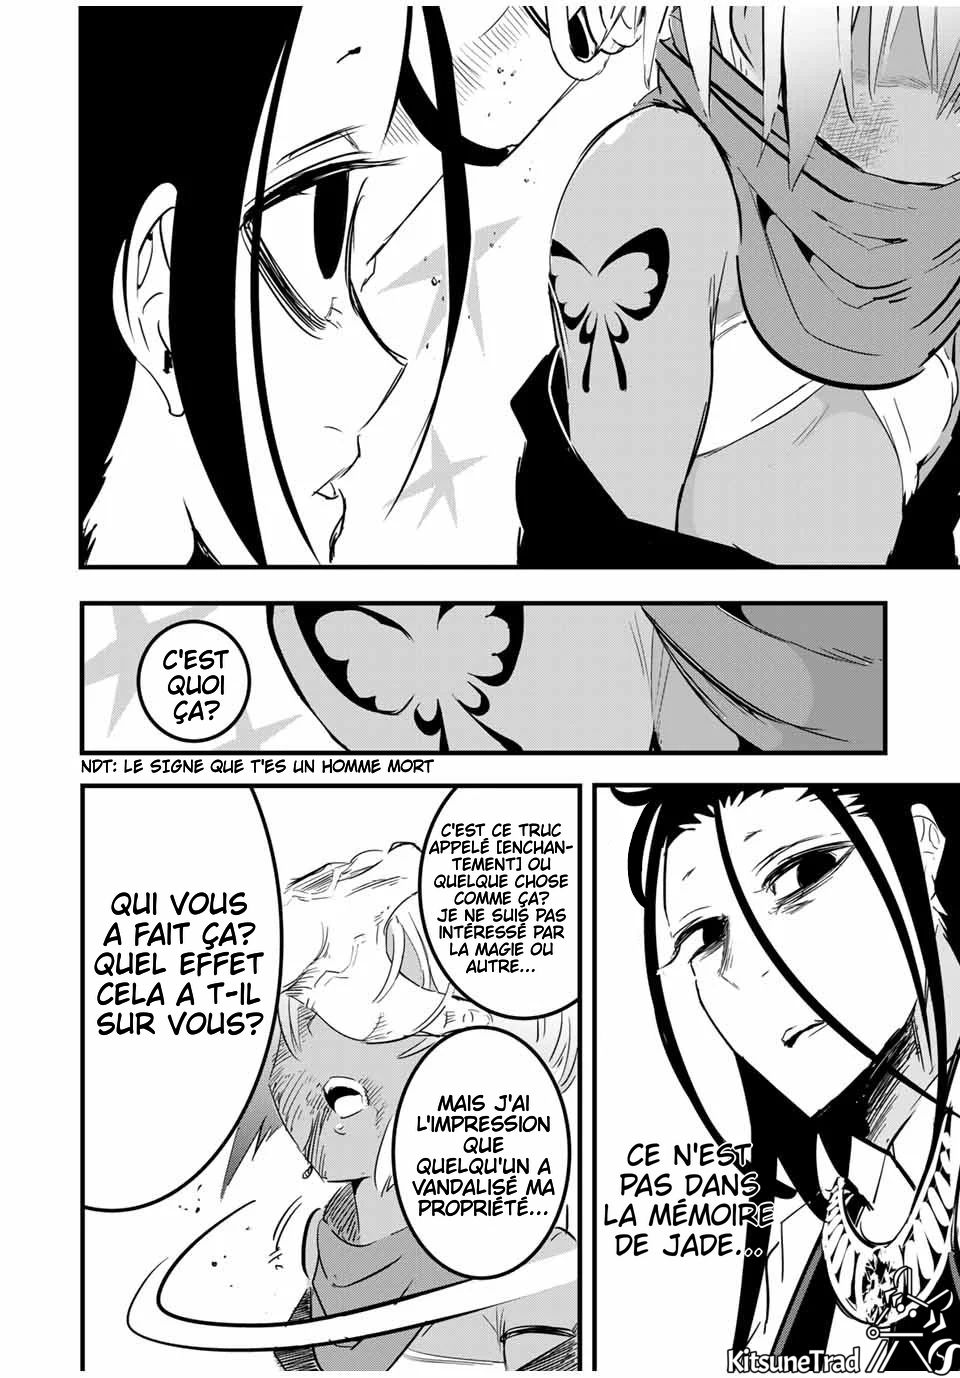 C'EST
QUOI
ÇA?
NDT: LE SIGNE QUE T'ES UN HOMME MORT
CE N'EST
PAS DANS
LA MÉMOIRE
DE JADE...
C'EST CE TRUC
APPELÉ [ENCHAN-
TEMENT] OU
QUELQUE CHOSE
COMME ÇA?
JE NE SUIS PAS
INTÉRESSÉ PAR
LA MAGIE OU
AUTRE...
MAIS J'AI
L'IMPRESSION
QUE
QUELQU'UN A
VANDALISÉ MA
PROPRIÉTÉ...
QUI VOUS
A FAIT ÇA?
QUEL EFFET
CELA A T-IL
SUR VOUS?
KitsuneTrad